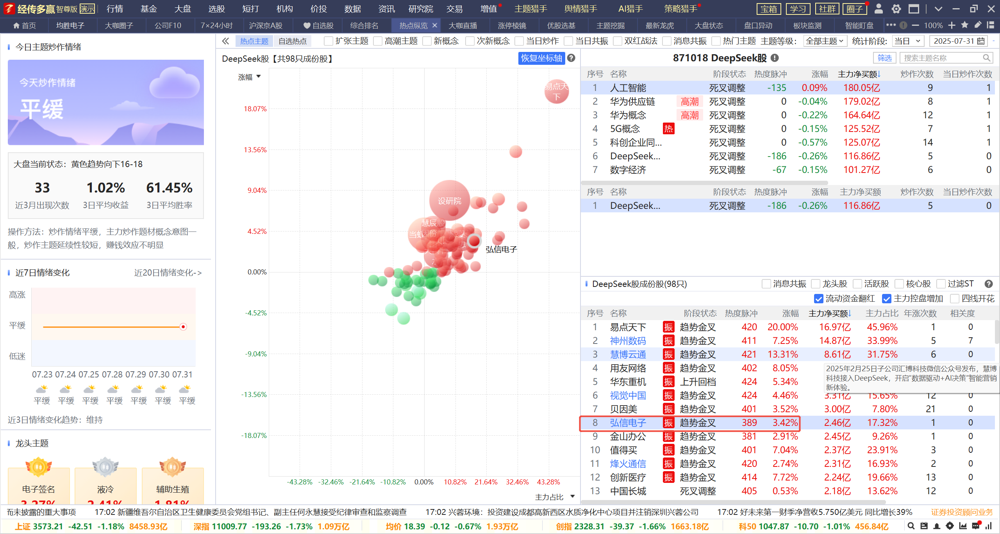 经传多赢 智尊版 演示 行情 基金 大盘 选股 短打 机构 价投 数据 资讯 研究院 交易 增值 主题猎手 舆情猎手 AI猎手 策略猎手 宝箱 学习 社群 圈子
首页 均胜电子 大咖圈子 公司F10 7×24小时 沪深京A股 自选股 综合排名 热点纵览 大咖直播 涨停棱镜 优股选基 主题挖掘 最新龙虎 大盘状态 盘口异动 板块监测 智能盯盘 100%
热点主题 自选热点 扩张主题 高潮主题 新概念 次新概念 当日炒作 当日共振 双红战法 消息共振 热门主题 主题等级: 全部主题 统计阶段: 当日 2025-07-31
今日主题炒作情绪
今天炒作情绪
平缓
大盘当前状态：黄色趋势向下16-18
33 1.02% 61.45%
近3月出现次数 3日平均收益 3日平均胜率
操作方法：炒作情绪平缓，主力炒作题材概念意图一
般，炒作主题延续性较短，赚钱效应不明显
近7日情绪变化 近20日情绪变化->
高涨
平缓
低迷
07.23 07.24 07.25 07.28 07.29 07.30 07.31
平缓 平缓 平缓 平缓 平缓 平缓 平缓
近3日情绪变化趋势：维持
龙头主题
电子签名 液冷 辅助生殖
3.27% 2.41% 1.81%
DeepSeek股【共98只成份股】 恢复坐标轴
涨幅
易点天
下
18.07%
13.56%
9.04%
设研院
4.52%
慧辰股
份
当虹
弘信电子
0.00%
-4.52%
-9.04%
-13.56%
-18.07%
-43.28% -32.46% -21.64% -10.82% 0.00% 10.82% 21.64% 32.46% 43.28%
主力占比
871018 DeepSeek股 筛选 搜索主题名称
序号 名称 阶段状态 热度脉冲 涨幅 主力净买额↓ 炒作次数 当日炒作次数
1 人工智能 死叉调整 -135 0.09% 180.05亿 9 1
2 华为供应链 高潮 死叉调整 0 -0.04% 179.02亿 8 1
3 华为概念 高潮 死叉调整 0 -0.22% 164.64亿 12 1
4 5G概念 热 死叉调整 0 -0.15% 125.52亿 7 1
5 科创企业同... 死叉调整 0 -0.57% 125.07亿 14 1
6 DeepSeek... 死叉调整 -186 -0.26% 116.86亿 5 0
7 数字经济 死叉调整 -67 -0.15% 101.27亿 6 0
序号 名称 阶段状态 热度脉冲 涨幅 主力净买额 炒作次数 当日炒作次数
1 DeepSeek... 死叉调整 -186 -0.26% 116.86亿 5 0
DeepSeek股成份股(98只) 消息共振 龙头股 活跃股 核心股 过滤ST
流动资金翻红 主力控盘增加 四线开花
序号 名称 阶段状态 热度脉冲 涨幅 主力净买额↓ 主力占比 年涨次数 相关度
1 易点天下 振 趋势金叉 420 20.00% 16.97亿 45.96% 1 0
2 神州数码 振 趋势金叉 411 7.25% 14.87亿 33.99% 5 7
3 慧博云通 振 趋势金叉 421 13.31% 8.61亿 31.75% 6 0
4 用友网络 振 趋势金叉 402 8.05%
5 华东重机 振 上升回档 424 5.34%
2025年2月25日子公司汇博科技微信公众号发布，慧博
科技接入DeepSeek，开启"数据驱动+AI决策"智能营销
新体验。
6 视觉中国 振 趋势金叉 424 4.46% 3.31亿 15.65% 12 0
7 贝因美 振 趋势金叉 401 3.52% 3.00亿 7.80% 21 0
8 弘信电子 振 趋势金叉 389 3.42% 2.46亿 17.32% 1 0
9 金山办公 振 趋势金叉 381 2.91% 2.45亿 9.26% 1 0
10 值得买 振 趋势金叉 401 7.04% 2.37亿 23.91% 3 0
11 烽火通信 振 趋势金叉 420 2.74% 2.31亿 16.93% 2 0
12 创新医疗 振 趋势金叉 414 7.72% 2.24亿 19.66% 13 0
13 中国长城 死叉调整 405 0.53% 2.18亿 13.62% 12 0
而未披露的重大事项 17:02 新疆维吾尔自治区卫生健康委员会党组书记、副主任何永慧接受纪律审查和监察调查 17:02 兴蓉环境：投资建设成都高新西区水质净化中心项目并注销深圳兴蓉公司 17:02 好未来第一财季净营收5.750亿美元 同比增长39% 证券投资顾问业务
上证 3573.21 -42.51 -1.18% 8458.93亿 深指 11009.77 -193.26 -1.73% 1.09万亿 均价 18.39 -0.12 -0.67% 1.93万亿 创指 2328.31 -39.37 -1.66% 1663.18亿 科50 1047.87 -10.70 -1.01% 456.84亿